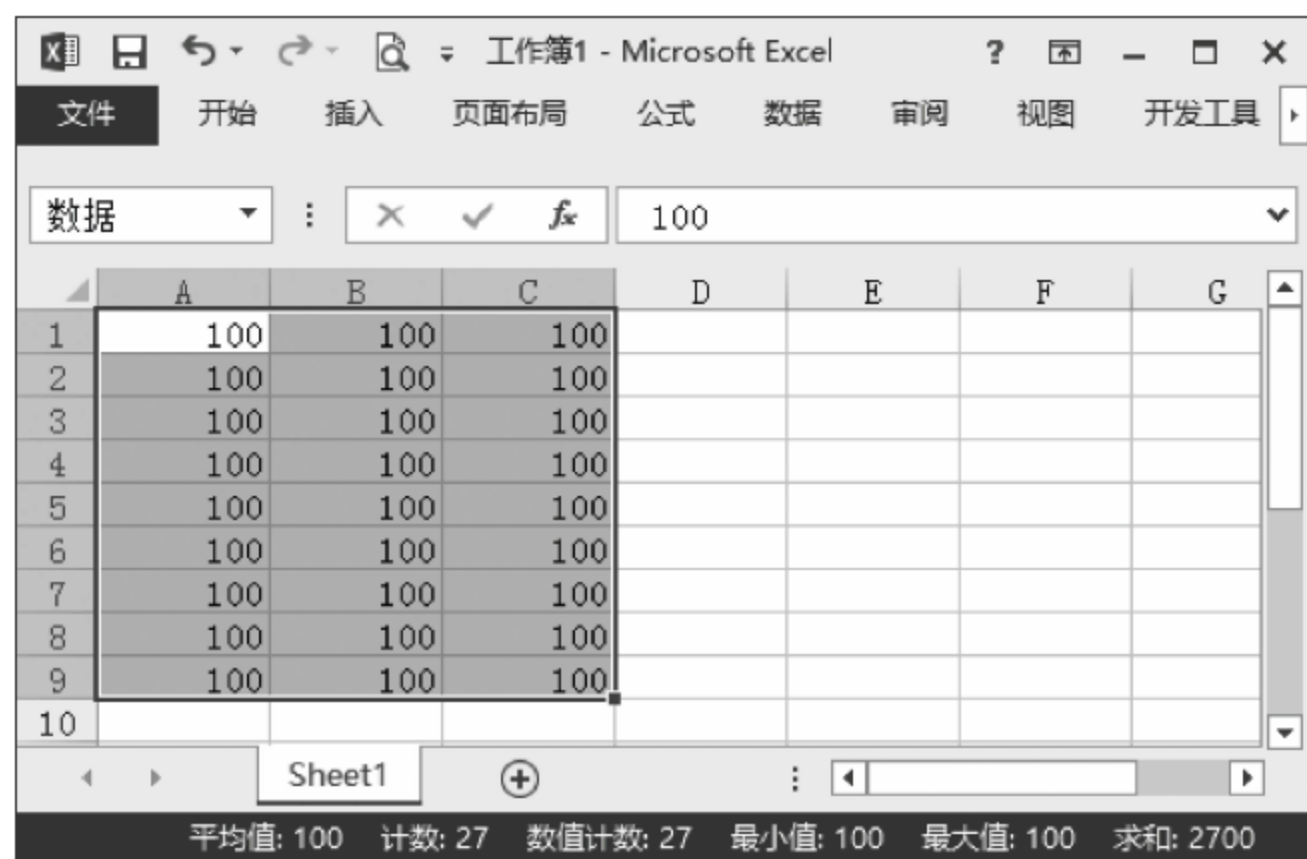 工作簿1 - Microsoft Excel ?
文件 开始 插入 页面布局 公式 数据 审阅 视图 开发工具
数据 fx 100
A B C D E F G
1 100 100 100
2 100 100 100
3 100 100 100
4 100 100 100
5 100 100 100
6 100 100 100
7 100 100 100
8 100 100 100
9 100 100 100
10
Sheet1
平均值: 100 计数: 27 数值计数: 27 最小值: 100 最大值: 100 求和: 2700